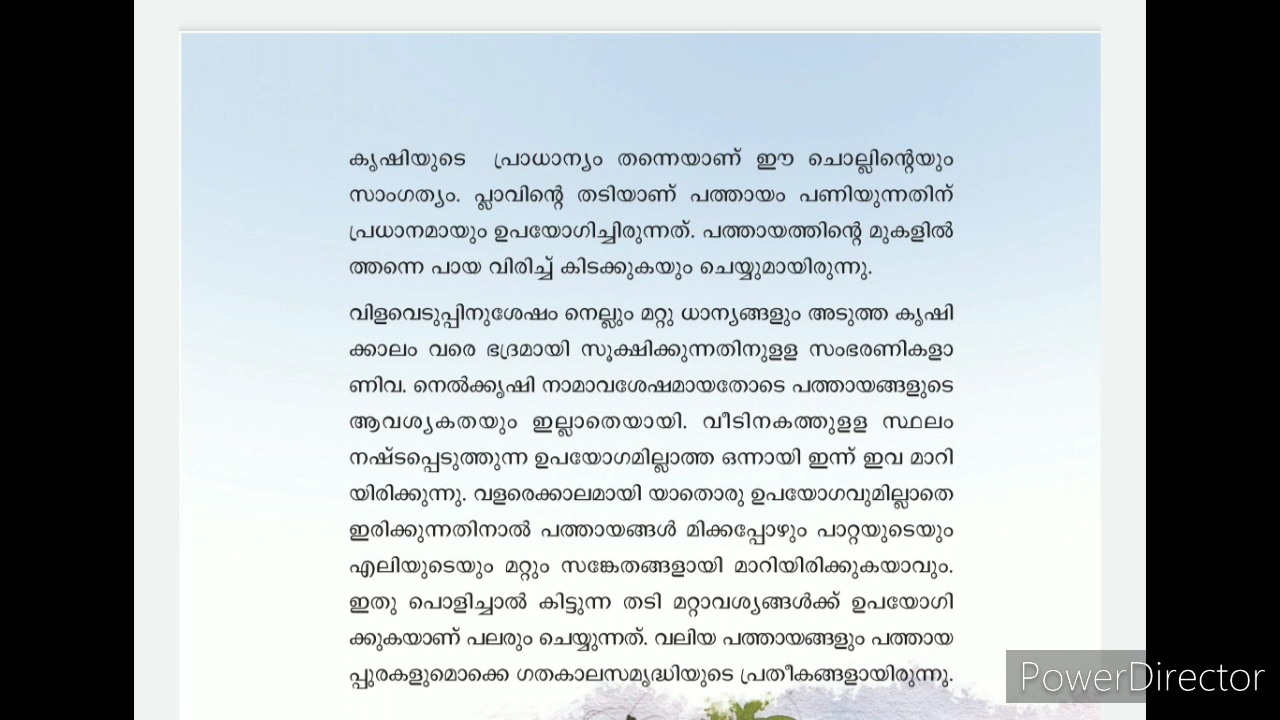 കൃഷിയുടെ പ്രാധാന്യം തന്നെയാണ് ഈ ചൊല്ലിന്റെയും
സാംഗത്യം. പ്ലാവിന്റെ തടിയാണ് പത്തായം പണിയുന്നതിന്
പ്രധാനമായും ഉപയോഗിച്ചിരുന്നത്. പത്തായത്തിന്റെ മുകളിൽ
ത്തന്നെ പായ വിരിച്ച് കിടക്കുകയും ചെയ്യുമായിരുന്നു.
വിളവെടുപ്പിനുശേഷം നെല്ലും മറ്റു ധാന്യങ്ങളും അടുത്ത കൃഷി
ക്കാലം വരെ ഭദ്രമായി സൂക്ഷിക്കുന്നതിനുളള സംഭരണികളാ
ണിവ. നെൽക്കൃഷി നാമാവശേഷമായതോടെ പത്തായങ്ങളുടെ
ആവശ്യകതയും ഇല്ലാതെയായി. വീടിനകത്തുളള സ്ഥലം
നഷ്ടപ്പെടുത്തുന്ന ഉപയോഗമില്ലാത്ത ഒന്നായി ഇന്ന് ഇവ മാറി
യിരിക്കുന്നു. വളരെക്കാലമായി യാതൊരു ഉപയോഗവുമില്ലാതെ
ഇരിക്കുന്നതിനാൽ പത്തായങ്ങൾ മിക്കപ്പോഴും പാറ്റയുടെയും
എലിയുടെയും മറ്റും സങ്കേതങ്ങളായി മാറിയിരിക്കുകയാവും.
ഇതു പൊളിച്ചാൽ കിട്ടുന്ന തടി മറ്റാവശ്യങ്ങൾക്ക് ഉപയോഗി
ക്കുകയാണ് പലരും ചെയ്യുന്നത്. വലിയ പത്തായങ്ങളും പത്തായ
പ്പുരകളുമൊക്കെ ഗതകാലസമൃദ്ധിയുടെ പ്രതീകങ്ങളായിരുന്നു.
PowerDirector